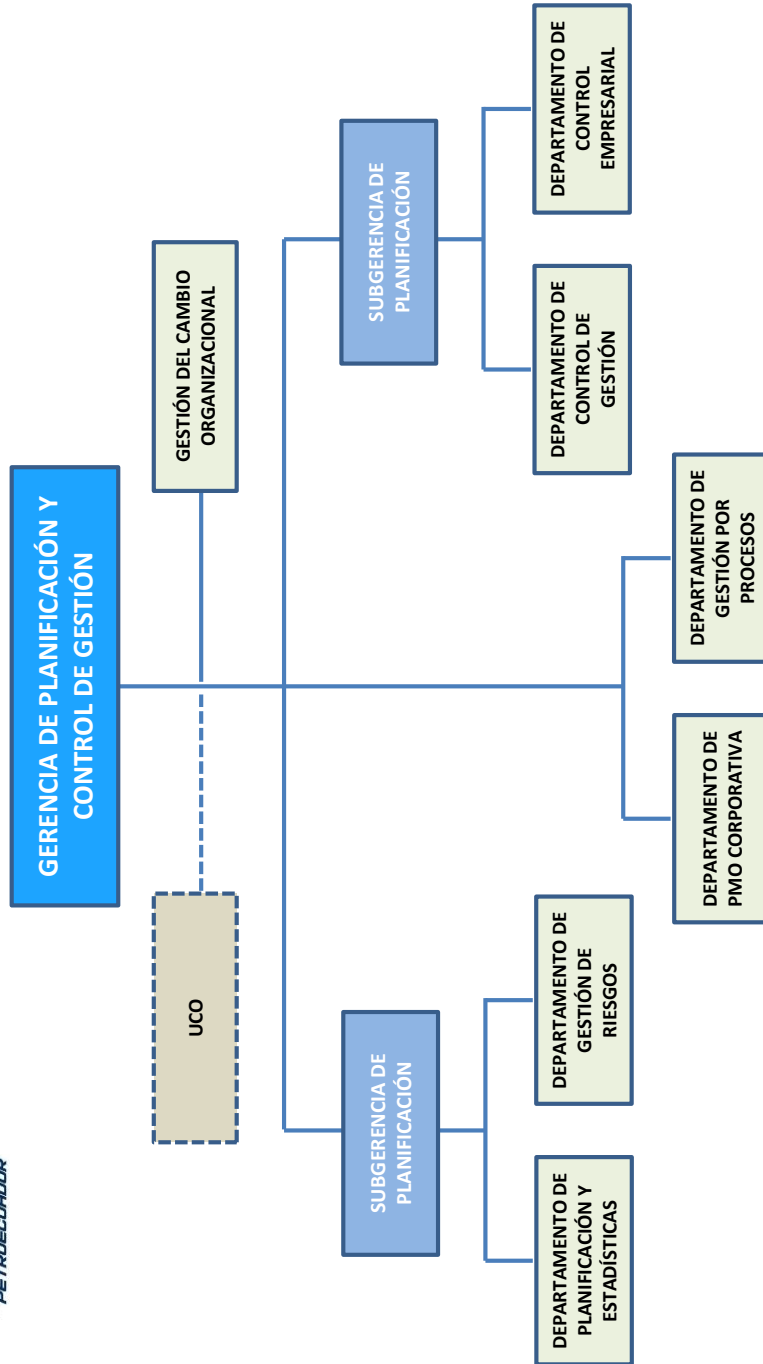 PETROECUADOR
GERENCIA DE PLANIFICACIÓN Y
CONTROL DE GESTIÓN
UCO
GESTIÓN DEL CAMBIO
ORGANIZACIONAL
SUBGERENCIA DE
PLANIFICACIÓN
SUBGERENCIA DE
PLANIFICACIÓN
DEPARTAMENTO DE
PLANIFICACIÓN Y
ESTADÍSTICAS
DEPARTAMENTO DE
GESTIÓN DE
RIESGOS
DEPARTAMENTO DE
CONTROL DE
GESTIÓN
DEPARTAMENTO DE
CONTROL
EMPRESARIAL
DEPARTAMENTO DE
PMO CORPORATIVA
DEPARTAMENTO DE
GESTIÓN POR
PROCESOS